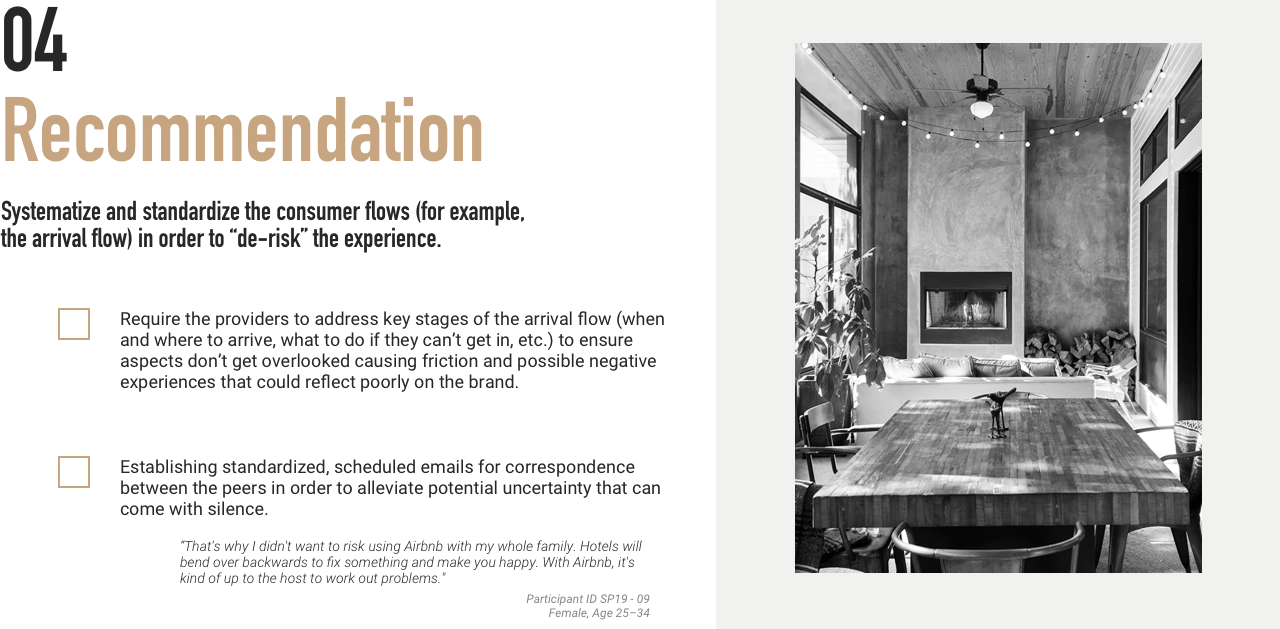 04
Recommendation
Systematize and standardize the consumer flows (for example,
the arrival flow) in order to “de-risk” the experience.
Require the providers to address key stages of the arrival flow (when
and where to arrive, what to do if they can’t get in, etc.) to ensure
aspects don’t get overlooked causing friction and possible negative
experiences that could reflect poorly on the brand.
Establishing standardized, scheduled emails for correspondence
between the peers in order to alleviate potential uncertainty that can
come with silence.
“That's why I didn't want to risk using Airbnb with my whole family. Hotels will
bend over backwards to fix something and make you happy. With Airbnb, it's
kind of up to the host to work out problems."
Participant ID SP19 - 09
Female, Age 25–34